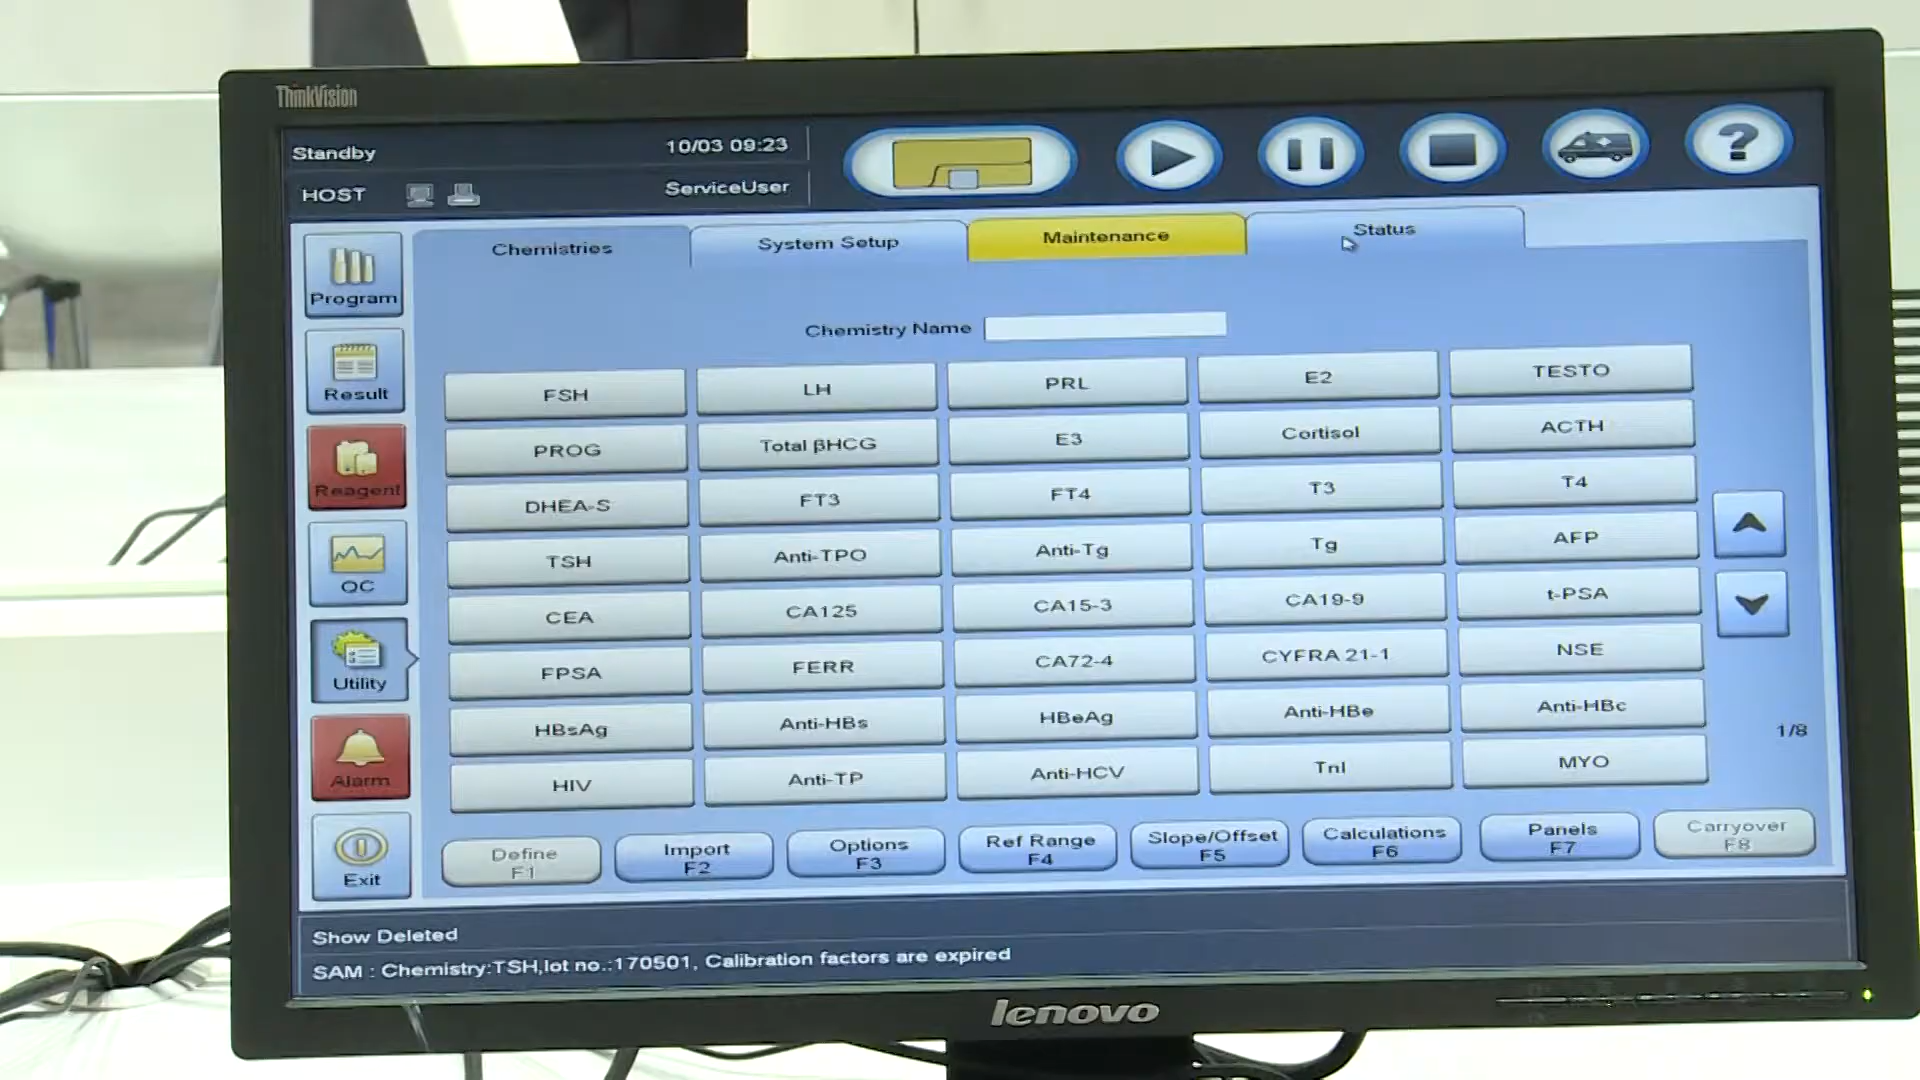 ThinkVision
Standby
10/03 09:23
HOST
ServiceUser
?
Chemistries
System Setup
Maintenance
Status
Program
Result
Reagent
QC
Utility
Alarm
Exit
Chemistry Name
FSH LH PRL E2 TESTO
PROG Total βHCG E3 Cortisol ACTH
DHEA-S FT3 FT4 T3 T4
TSH Anti-TPO Anti-Tg Tg AFP
CEA CA125 CA15-3 CA19-9 t-PSA
FPSA FERR CA72-4 CYFRA 21-1 NSE
HBsAg Anti-HBs HBeAg Anti-HBe Anti-HBc
HIV Anti-TP Anti-HCV TnI MYO
1/8
Define F1
Import F2
Options F3
Ref Range F4
Slope/Offset F5
Calculations F6
Panels F7
Carryover F8
Show Deleted
SAM : Chemistry:TSH,lot no.:170501, Calibration factors are expired
lenovo